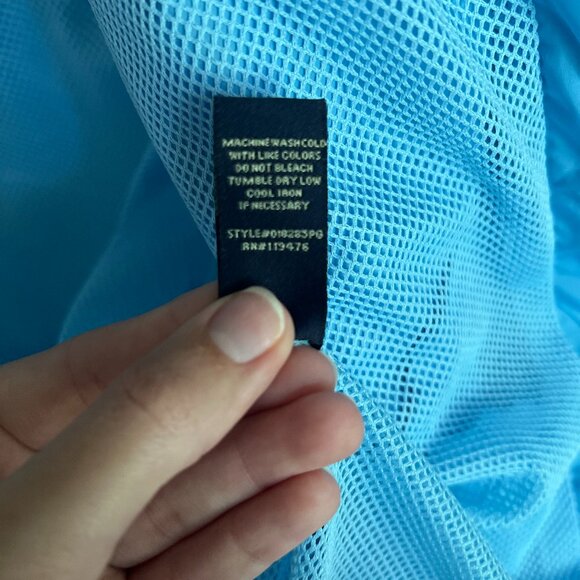 MACHINE WASH COLD
WITH LIKE COLORS
DO NOT BLEACH
TUMBLE DRY LOW
COOL IRON
IF NECESSARY
STYLE#018283PG
RN#119476